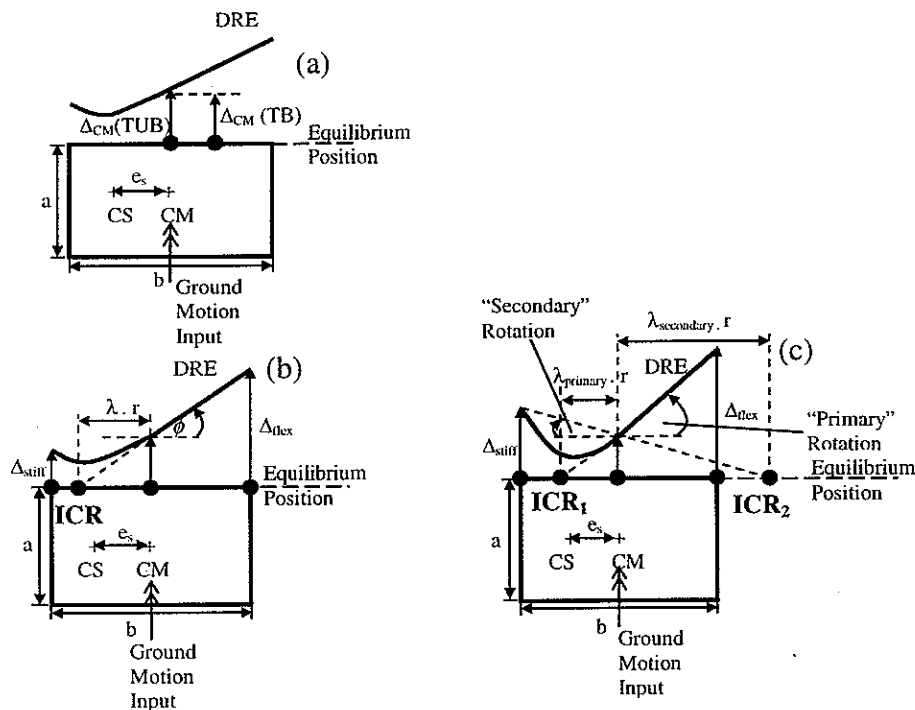 DRE
(a)
Δ_CM(TUB)
Δ_CM (TB)
Equilibrium
Position
a
e_s
CS
CM
b
Ground
Motion
Input
DRE
(b)
λ . r
ϕ
Δ_flex
Δ_stiff
Equilibrium
Position
ICR
a
e_s
CS
CM
b
Ground
Motion
Input
"Secondary"
Rotation
λ_secondary . r
(c)
λ_primary . r
DRE
Δ_flex
"Primary"
Rotation
Δ_stiff
Equilibrium
Position
ICR₁
ICR₂
a
e_s
CS
CM
b
Ground
Motion
Input